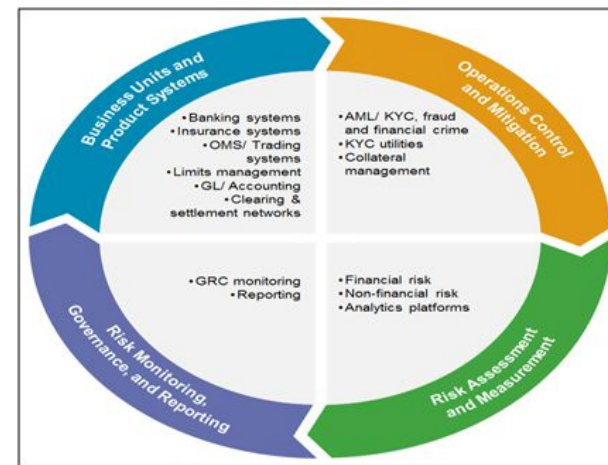 Business Units and
Product Systems
•Banking systems
•Insurance systems
•OMS/ Trading
systems
•Limits management
•GL/ Accounting
•Clearing &
settlement networks
Operations Control
and Mitigation
•AML/ KYC, fraud
and financial crime
•KYC utilities
•Collateral
management
Risk Monitoring,
Governance, and Reporting
•GRC monitoring
•Reporting
•Financial risk
•Non-financial risk
•Analytics platforms
Risk Assessment
and Measurement